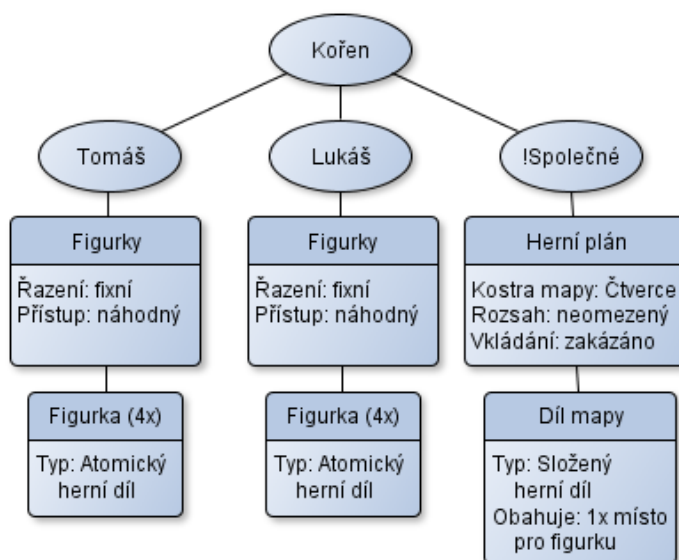 Kořen
Tomáš
Lukáš
!Společné
Figurky
Řazení: fixní
Přístup: náhodný
Figurky
Řazení: fixní
Přístup: náhodný
Herní plán
Kostra mapy: Čtverce
Rozsah: neomezený
Vkládání: zakázáno
Figurka (4x)
Typ: Atomický
herní díl
Figurka (4x)
Typ: Atomický
herní díl
Díl mapy
Typ: Složený
herní díl
Obahuje: 1x místo
pro figurku